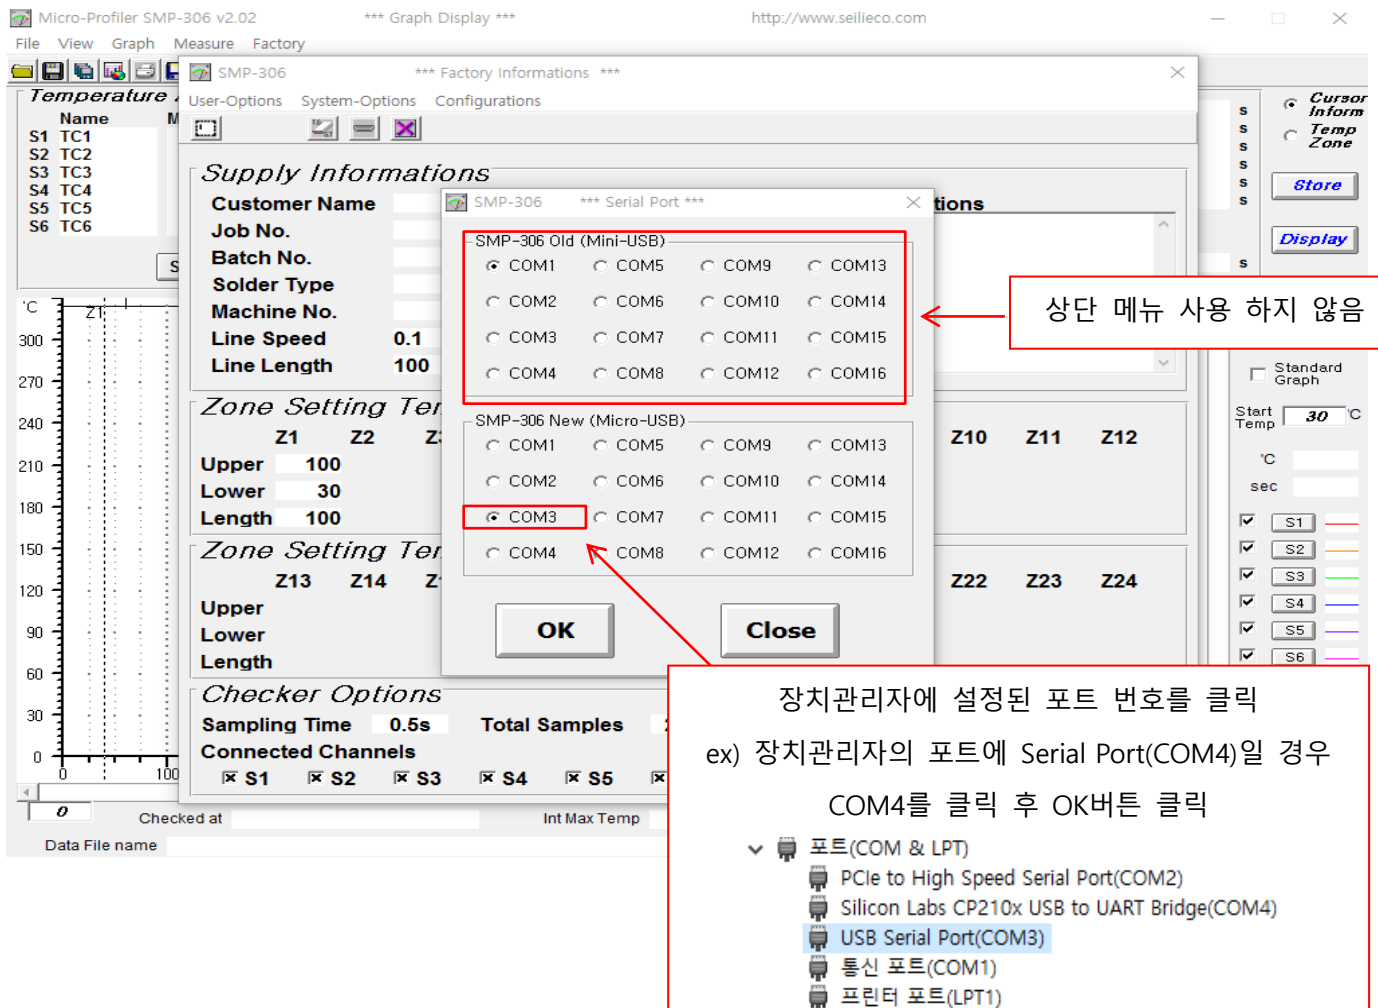 Micro-Profiler SMP-306 v2.02 *** Graph Display *** http://www.seilieco.com
File View Graph Measure Factory
SMP-306 *** Factory Informations ***
User-Options System-Options Configurations
Temperature
Name
S1 TC1
S2 TC2
S3 TC3
S4 TC4
S5 TC5
S6 TC6
s
s
s
s
s
s
s
Cursor
Inform
Temp
Zone
Store
Display
Supply Informations
Customer Name
Job No.
Batch No.
Solder Type
Machine No.
Line Speed 0.1
Line Length 100
tions
SMP-306 *** Serial Port ***
SMP-306 Old (Mini-USB)
COM1 COM5 COM9 COM13
COM2 COM6 COM10 COM14
COM3 COM7 COM11 COM15
COM4 COM8 COM12 COM16
상단 메뉴 사용 하지 않음
SMP-306 New (Micro-USB)
COM1 COM5 COM9 COM13
COM2 COM6 COM10 COM14
COM3 COM7 COM11 COM15
COM4 COM8 COM12 COM16
OK Close
Zone Setting Ter
Z1 Z2 Z10 Z11 Z12
Upper 100
Lower 30
Length 100
Zone Setting Ter
Z13 Z14 Z22 Z23 Z24
Upper
Lower
Length
Checker Options
Sampling Time 0.5s Total Samples
Connected Channels
S1 S2 S3 S4 S5
℃
Z1
300
270
240
210
180
150
120
90
60
30
0
0 100
0
Checked at Int Max Temp
Data File name
Standard
Graph
Start
Temp 30 ℃
℃
sec
S1
S2
S3
S4
S5
S6
장치관리자에 설정된 포트 번호를 클릭
ex) 장치관리자의 포트에 Serial Port(COM4)일 경우
COM4를 클릭 후 OK버튼 클릭
포트(COM & LPT)
PCIe to High Speed Serial Port(COM2)
Silicon Labs CP210x USB to UART Bridge(COM4)
USB Serial Port(COM3)
통신 포트(COM1)
프린터 포트(LPT1)